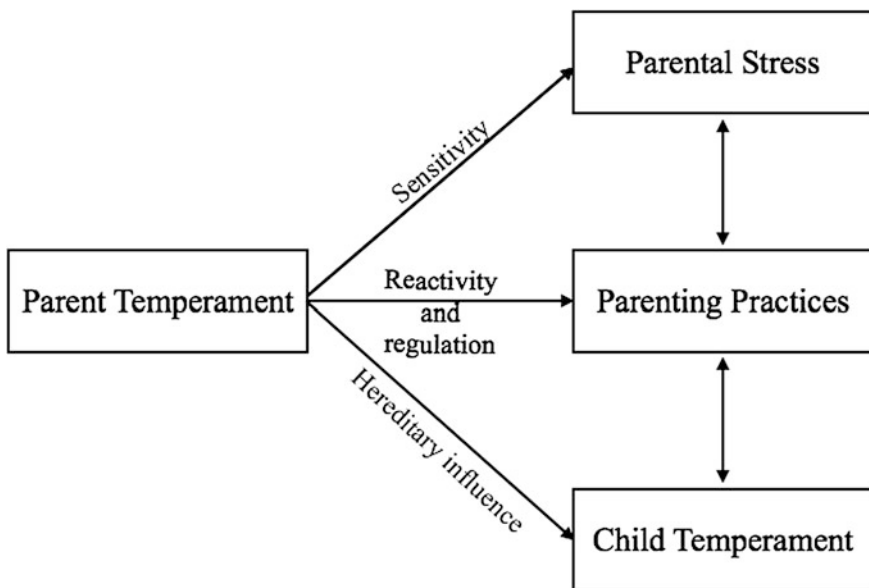 Parental Stress
Sensitivity
Parent Temperament
Reactivity
and
regulation
Parenting Practices
Hereditary influence
Child Temperament